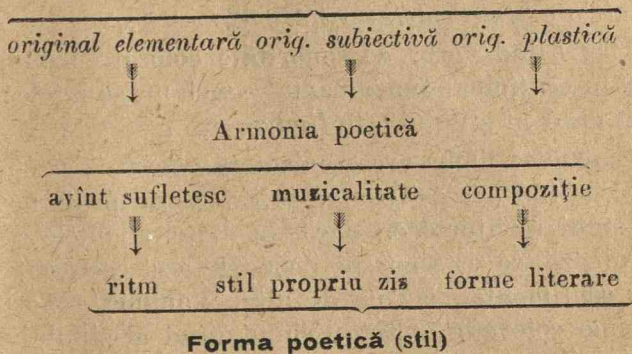 original elementară orig. subiectivă orig. plastică
Armonia poetică
avînt sufletesc muzicalitate compoziţie
ritm stil propriu zis forme literare
Forma poetică (stil)